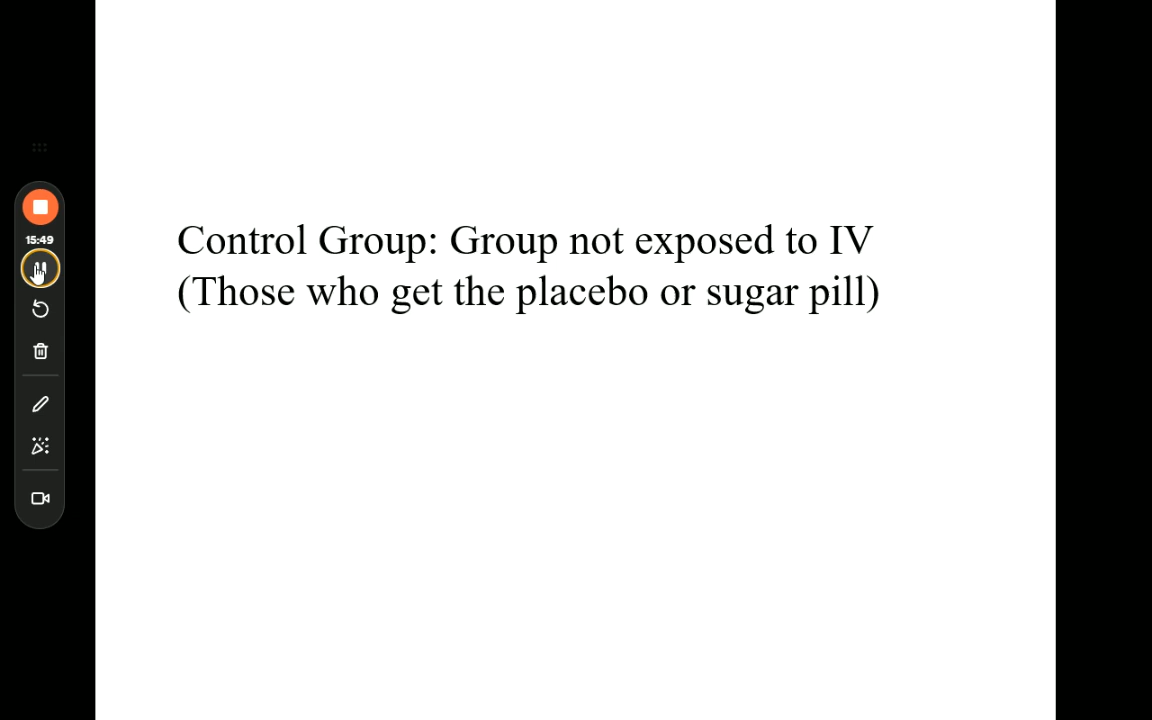 15:49
Control Group: Group not exposed to IV
(Those who get the placebo or sugar pill)